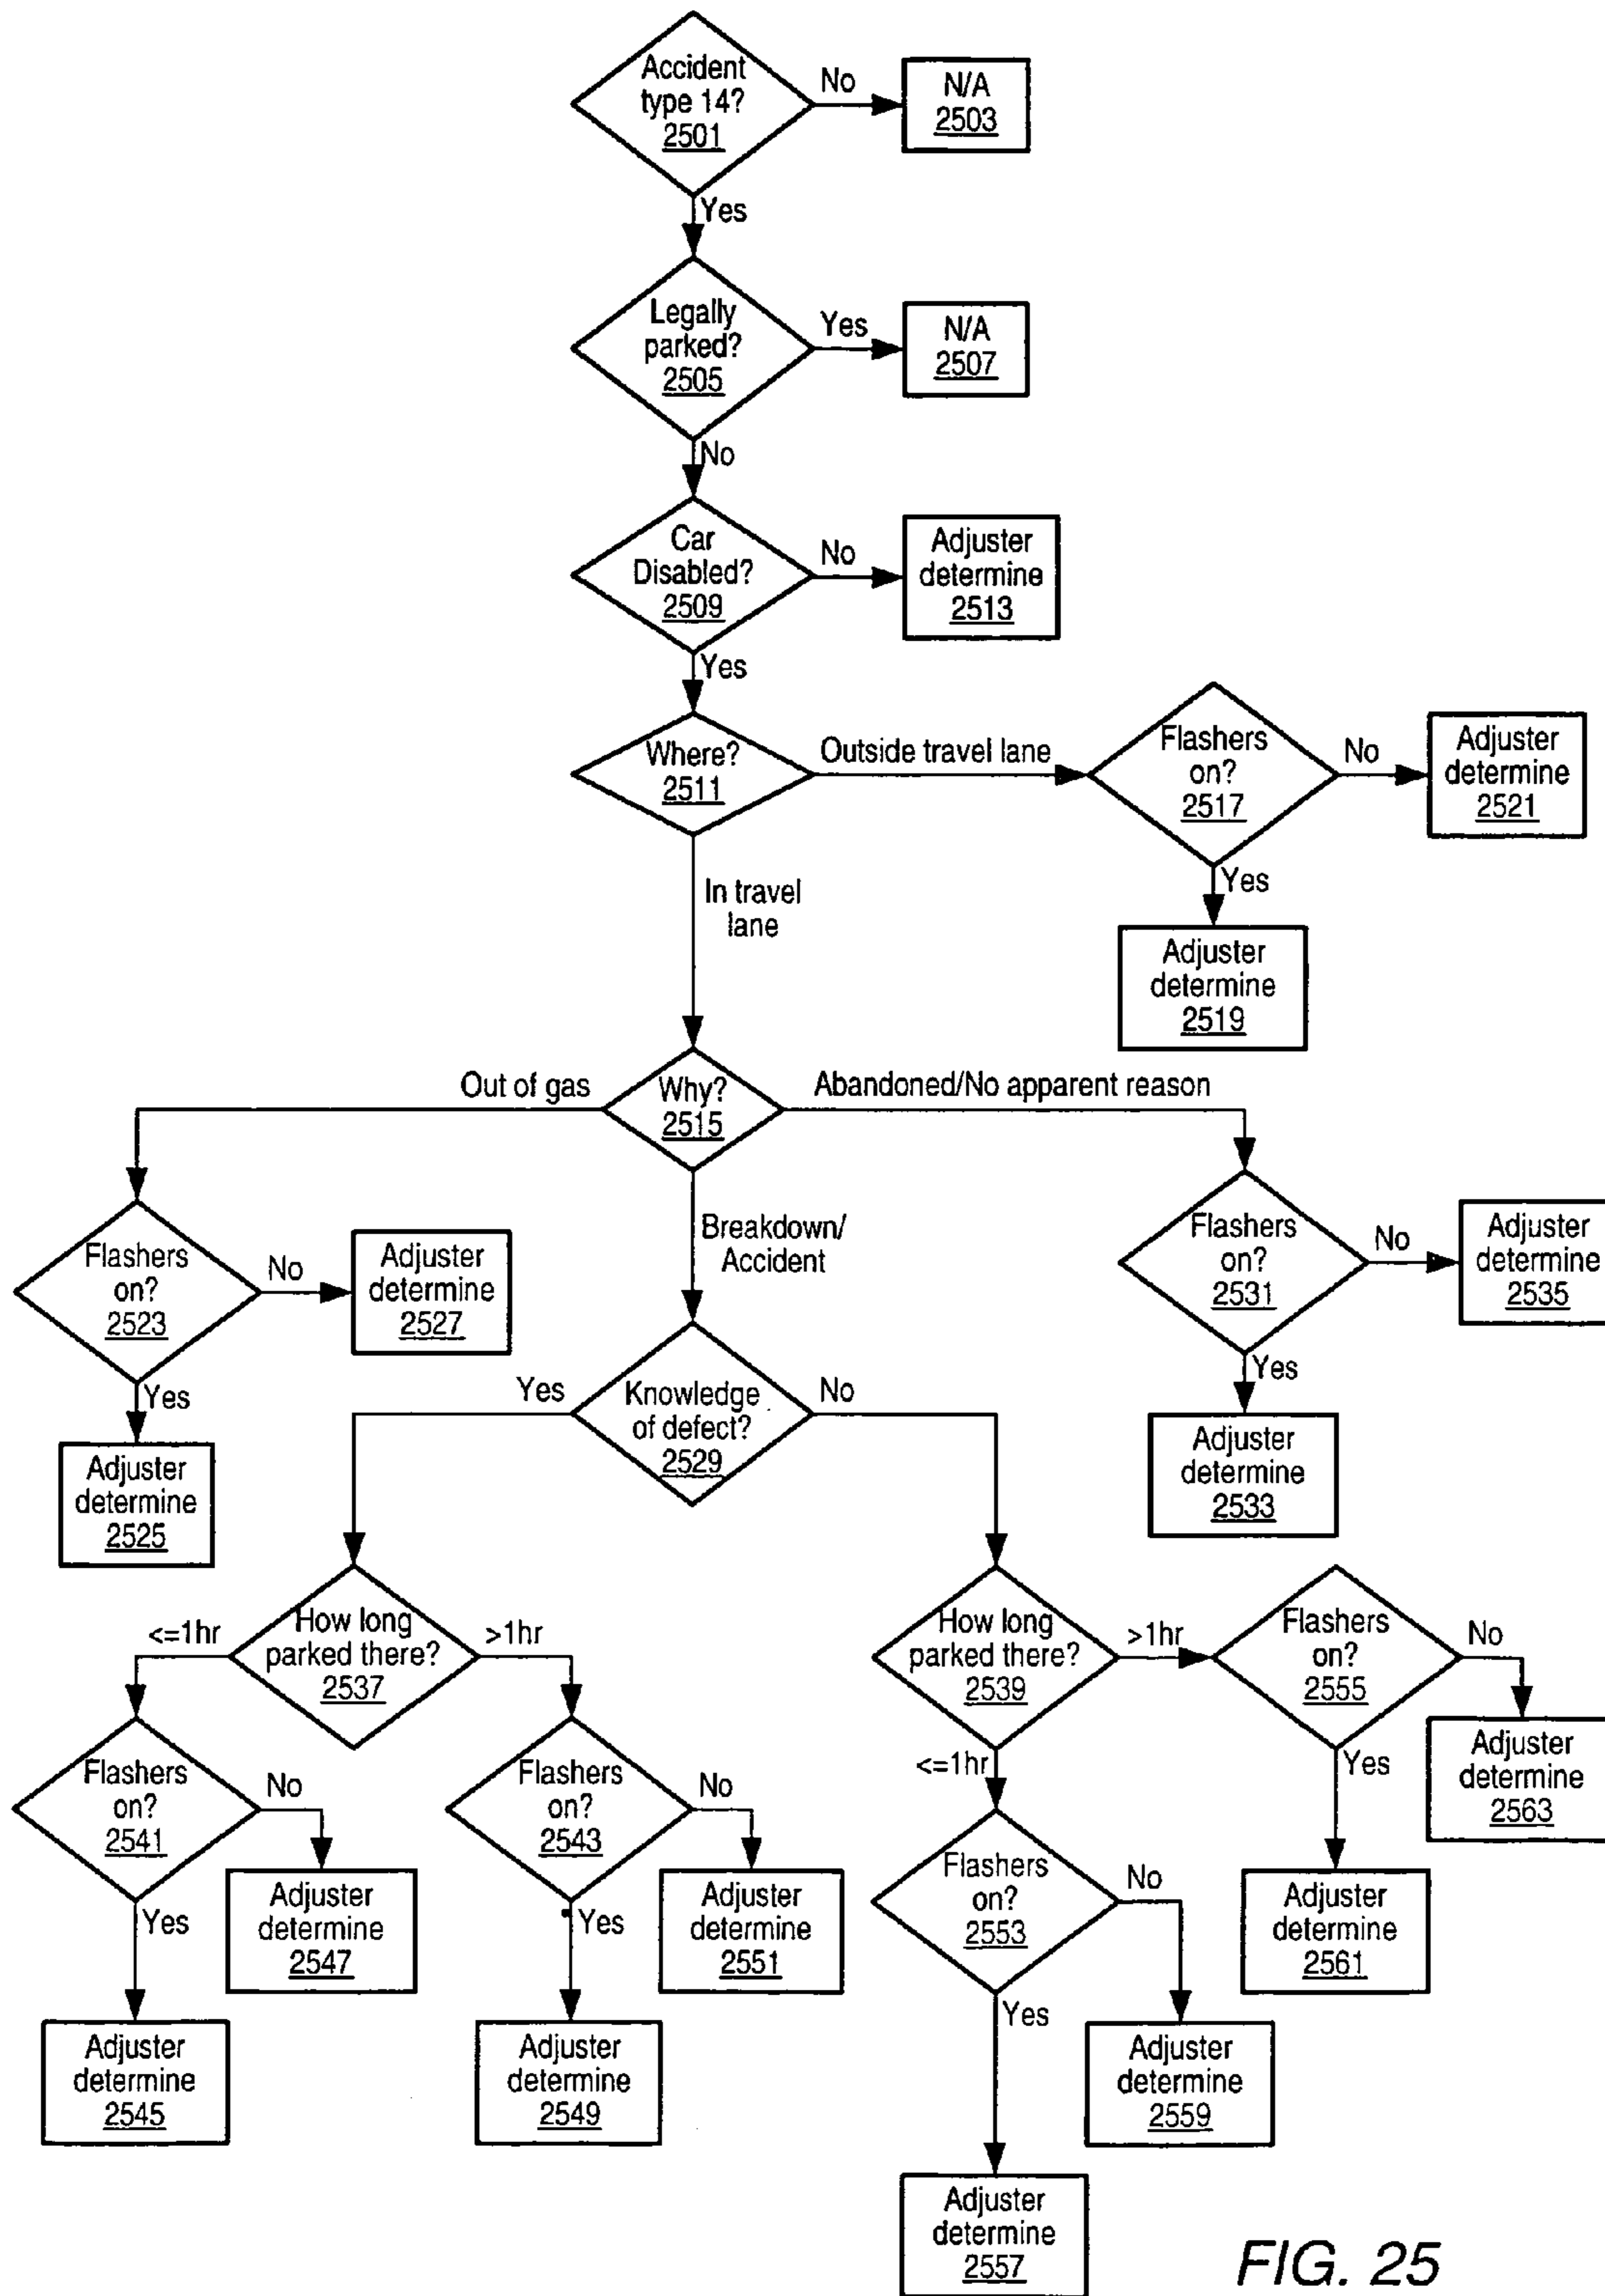 Accident
type 14?
2501
No
N/A
2503
Yes
Legally
parked?
2505
Yes
N/A
2507
No
Car
Disabled?
2509
No
Adjuster
determine
2513
Yes
Where?
2511
Outside travel lane
Flashers
on?
2517
No
Adjuster
determine
2521
Yes
Adjuster
determine
2519
In travel
lane
Why?
2515
Out of gas
Abandoned/No apparent reason
Flashers
on?
2523
No
Adjuster
determine
2527
Yes
Adjuster
determine
2525
Breakdown/
Accident
Flashers
on?
2531
No
Adjuster
determine
2535
Yes
Adjuster
determine
2533
Knowledge
of defect?
2529
Yes
No
How long
parked there?
2537
<=1hr
>1hr
Flashers
on?
2541
No
Adjuster
determine
2547
Yes
Adjuster
determine
2545
Flashers
on?
2543
No
Adjuster
determine
2551
Yes
Adjuster
determine
2549
How long
parked there?
2539
>1hr
Flashers
on?
2555
No
Adjuster
determine
2563
Yes
Adjuster
determine
2561
<=1hr
Flashers
on?
2553
No
Adjuster
determine
2559
Yes
Adjuster
determine
2557
FIG. 25